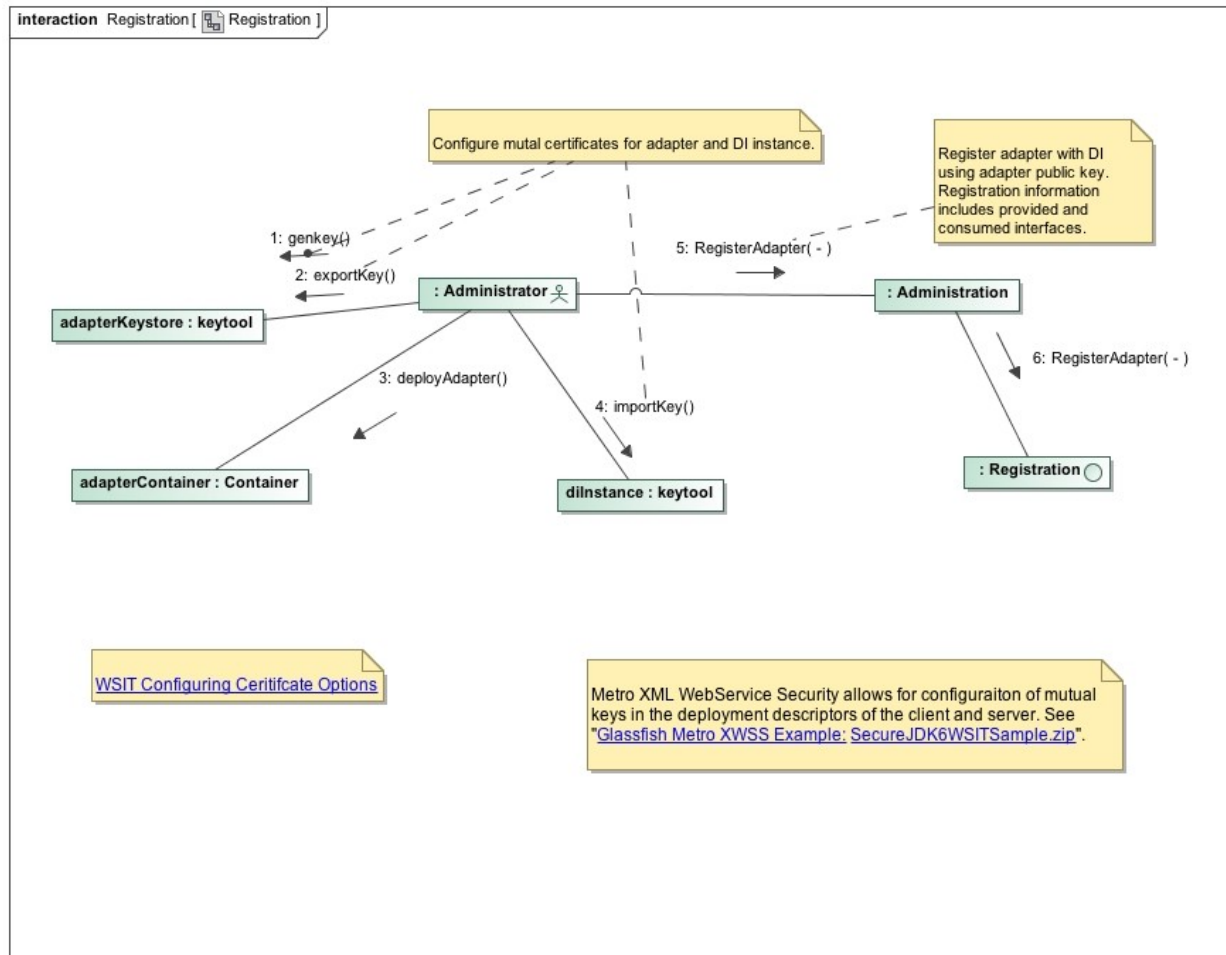 interaction Registration [ Registration ]
Configure mutal certificates for adapter and DI instance.
Register adapter with DI
using adapter public key.
Registration information
includes provided and
consumed interfaces.
1: genkey()
2: exportKey()
5: RegisterAdapter( - )
: Administrator
: Administration
adapterKeystore : keytool
3: deployAdapter()
6: RegisterAdapter( - )
4: importKey()
adapterContainer : Container
diInstance : keytool
: Registration
WSIT Configuring Ceritifcate Options
Metro XML WebService Security allows for configuraiton of mutual
keys in the deployment descriptors of the client and server. See
"Glassfish Metro XWSS Example: SecureJDK6WSITSample.zip".